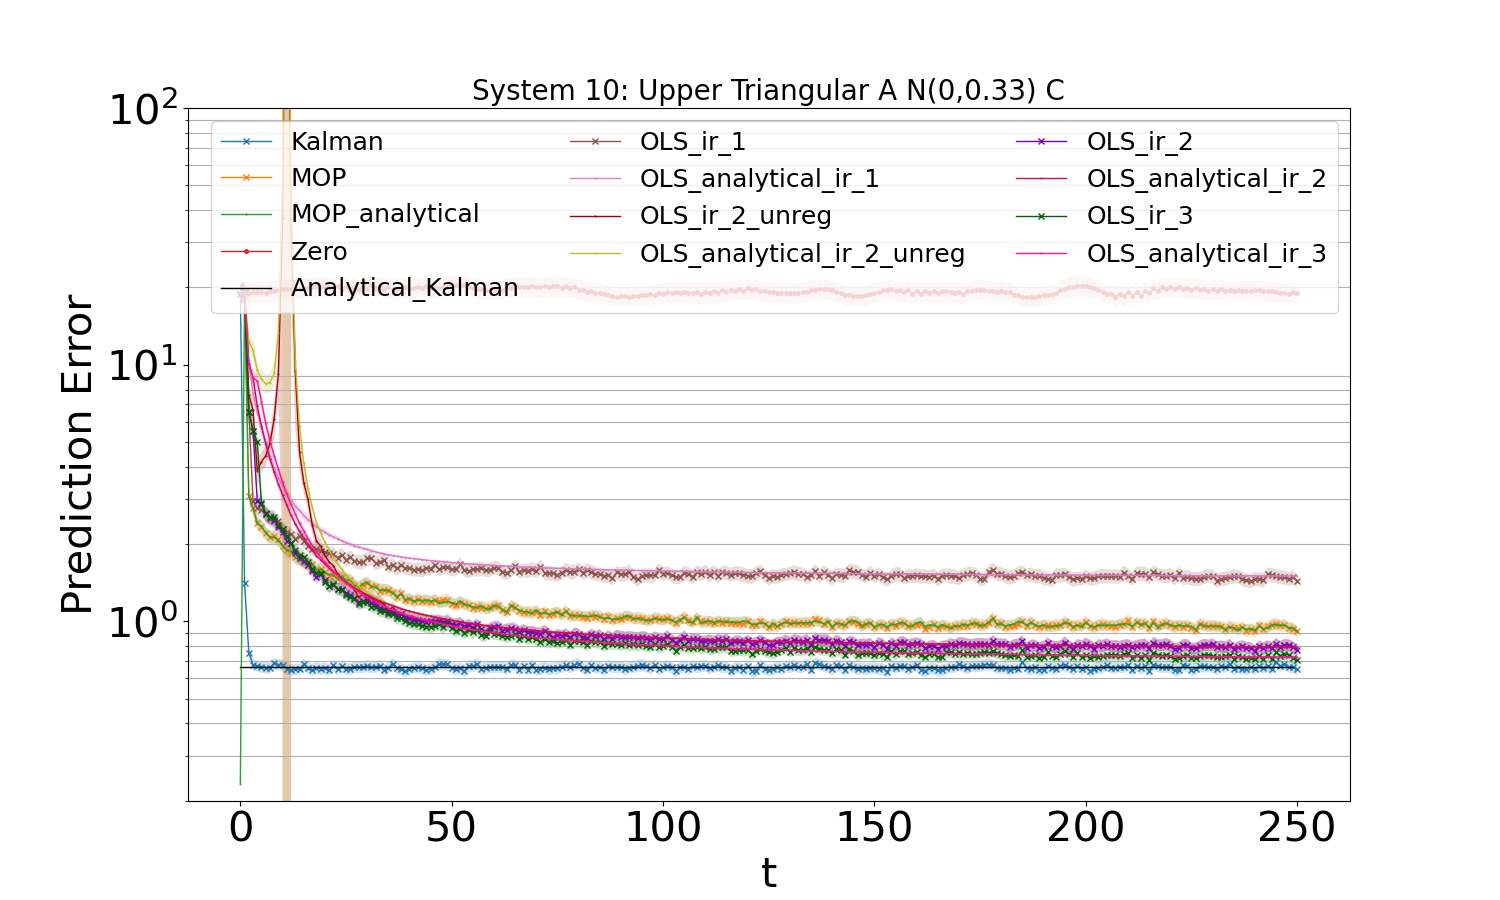 System 10: Upper Triangular A N(0,0.33) C
10²
10¹
10⁰
Prediction Error
Kalman
MOP
MOP_analytical
Zero
Analytical_Kalman
OLS_ir_1
OLS_analytical_ir_1
OLS_ir_2_unreg
OLS_analytical_ir_2_unreg
OLS_ir_2
OLS_analytical_ir_2
OLS_ir_3
OLS_analytical_ir_3
0 50 100 150 200 250
t